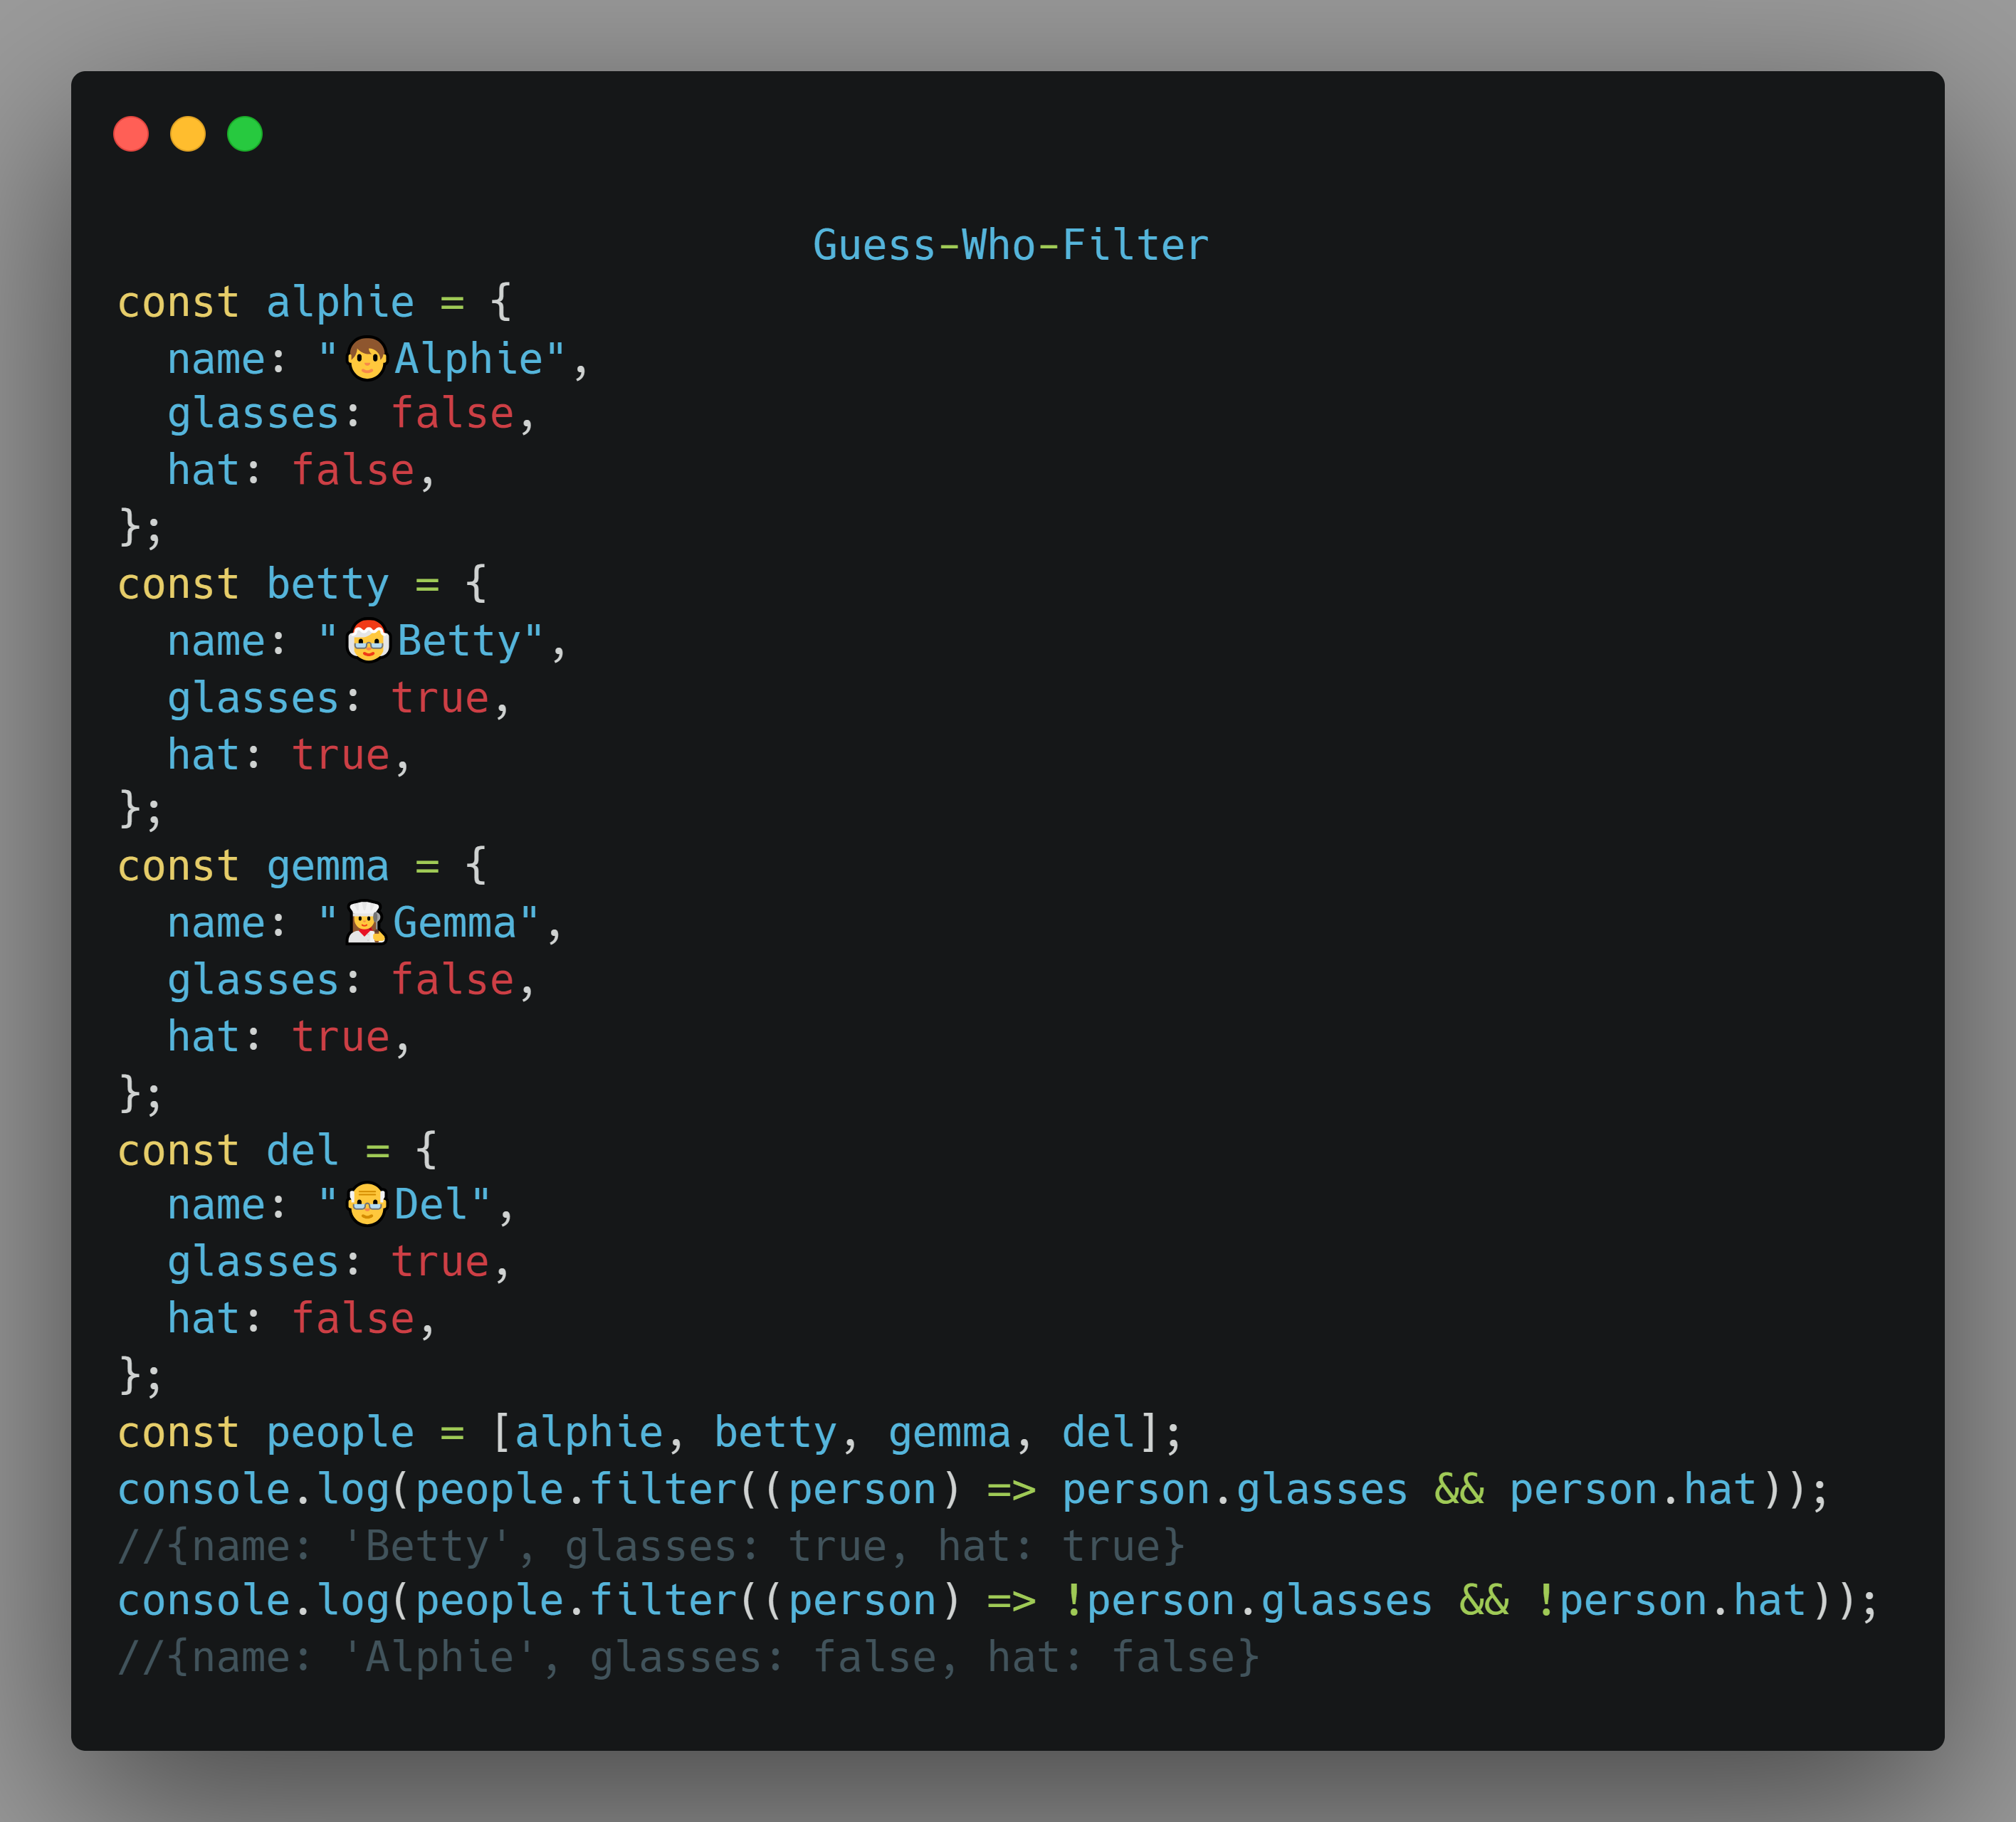 Guess-Who-Filter
const alphie = {
  name: "👦Alphie",
  glasses: false,
  hat: false,
};
const betty = {
  name: "🤶Betty",
  glasses: true,
  hat: true,
};
const gemma = {
  name: "👩‍🍳Gemma",
  glasses: false,
  hat: true,
};
const del = {
  name: "👴Del",
  glasses: true,
  hat: false,
};
const people = [alphie, betty, gemma, del];
console.log(people.filter((person) => person.glasses && person.hat));
//{name: 'Betty', glasses: true, hat: true}
console.log(people.filter((person) => !person.glasses && !person.hat));
//{name: 'Alphie', glasses: false, hat: false}